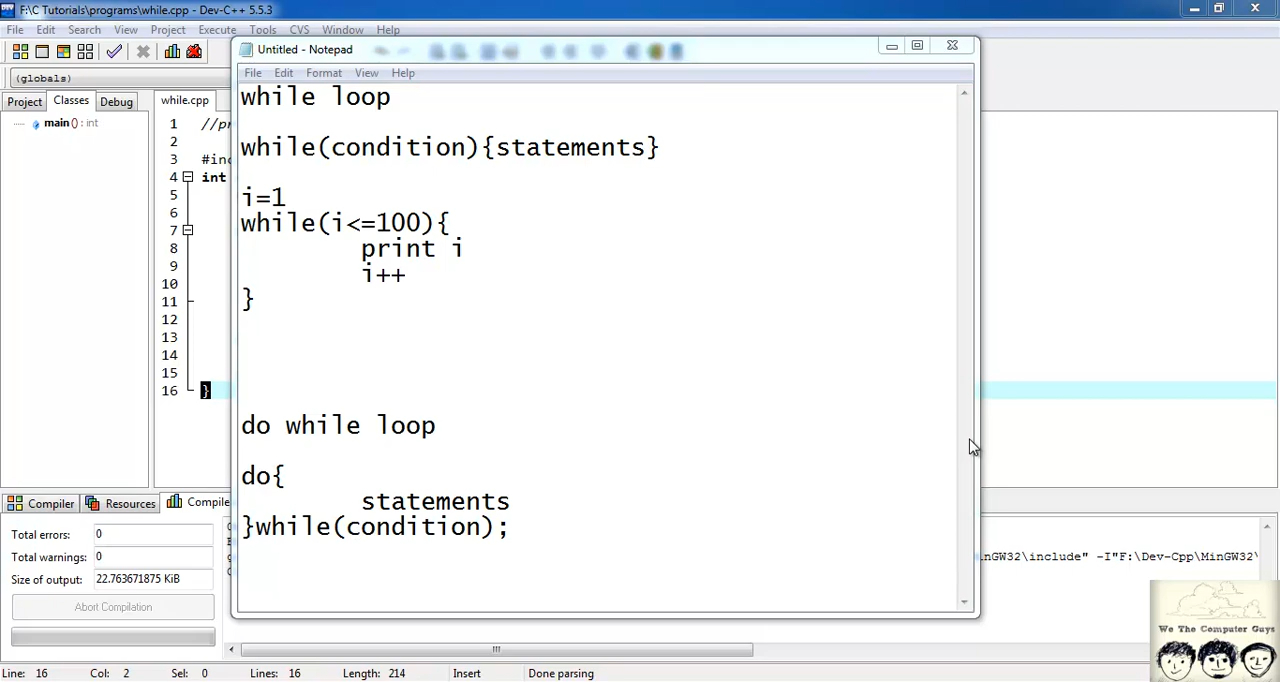 F:\C Tutorials\programs\while.cpp - Dev-C++ 5.5.3
File Edit Search View Project Execute Tools CVS Window Help
(globals)
Project Classes Debug
main () : int
while.cpp
1
2
3 #inc
4 int
5
6
7
8
9
10
11
12
13
14
15
16 }
Untitled - Notepad
File Edit Format View Help
while loop
while(condition){statements}
i=1
while(i<=100){
print i
i++
}
do while loop
do{
statements
}while(condition);
Compiler Resources Compile
Total errors: 0
Total warnings: 0
Size of output: 22.763671875 KiB
Abort Compilation
nGW32\include" -I"F:\Dev-Cpp\MinGW32\
We The Computer Guys
Line: 16 Col: 2 Sel: 0 Lines: 16 Length: 214 Insert Done parsing